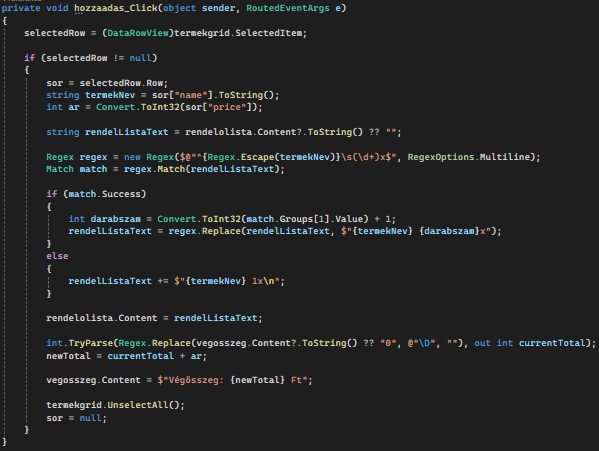 private void hozzaadas_Click(object sender, RoutedEventArgs e)
{
    selectedRow = (DataRowView)termekgrid.SelectedItem;

    if (selectedRow != null)
    {
        sor = selectedRow.Row;
        string termekNev = sor["name"].ToString();
        int ar = Convert.ToInt32(sor["price"]);

        string rendelListaText = rendelolista.Content?.ToString() ?? "";

        Regex regex = new Regex($@"^{Regex.Escape(termekNev)}\s(\d+)x$", RegexOptions.Multiline);
        Match match = regex.Match(rendelListaText);

        if (match.Success)
        {
            int darabszam = Convert.ToInt32(match.Groups[1].Value) + 1;
            rendelListaText = regex.Replace(rendelListaText, $"{termekNev} {darabszam}x");
        }
        else
        {
            rendelListaText += $"{termekNev} 1x\n";
        }

        rendelolista.Content = rendelListaText;

        int.TryParse(Regex.Replace(vegosszeg.Content?.ToString() ?? "0", @"\D", ""), out int currentTotal);
        newTotal = currentTotal + ar;

        vegosszeg.Content = $"Végösszeg: {newTotal} Ft";

        termekgrid.UnselectAll();
        sor = null;
    }
}